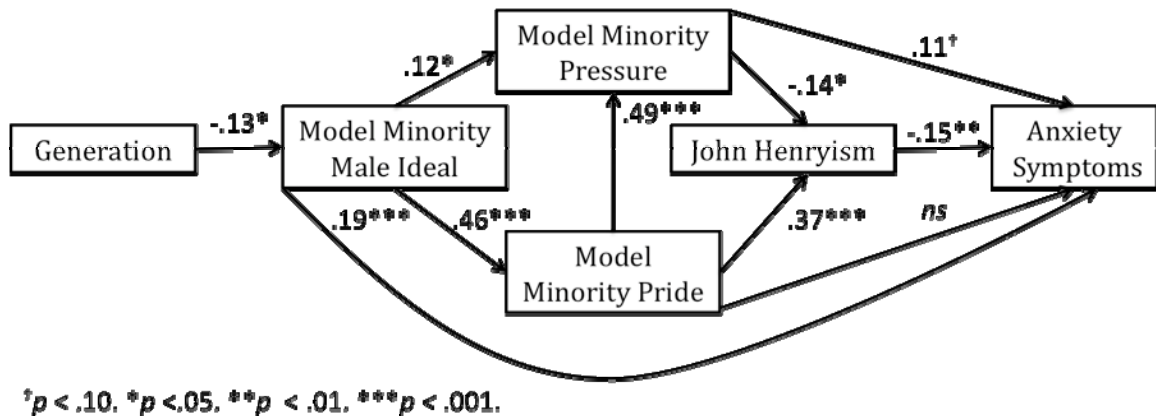 Model Minority
Pressure
.11†
.12*
-.14*
.49***
-.13*
Generation
Model Minority
Male Ideal
John Henryism
-.15**
Anxiety
Symptoms
.19***
.46***
.37***
ns
Model
Minority Pride
†p < .10. *p <.05. **p < .01. ***p < .001.